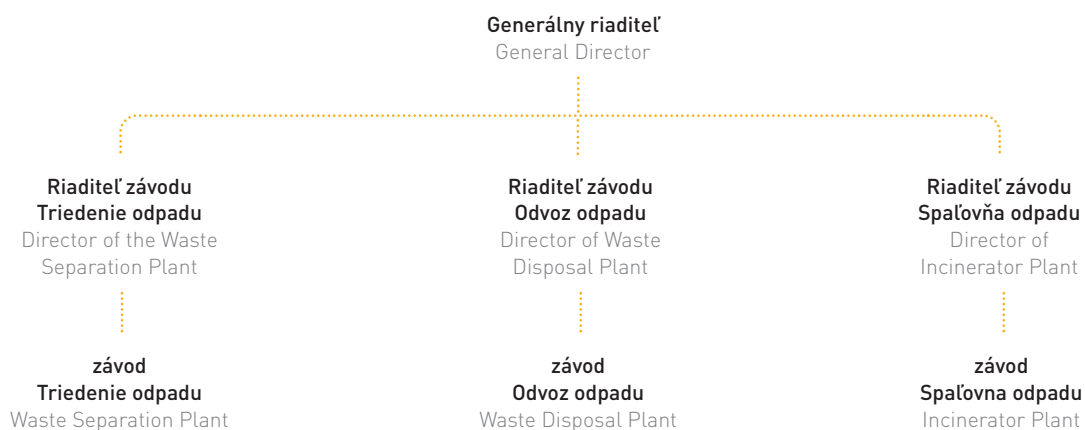 Generálny riaditeľ
General Director
Riaditeľ závodu
Triedenie odpadu
Director of the Waste
Separation Plant
Riaditeľ závodu
Odvoz odpadu
Director of Waste
Disposal Plant
Riaditeľ závodu
Spaľovňa odpadu
Director of
Incinerator Plant
závod
Triedenie odpadu
Waste Separation Plant
závod
Odvoz odpadu
Waste Disposal Plant
závod
Spaľovna odpadu
Incinerator Plant